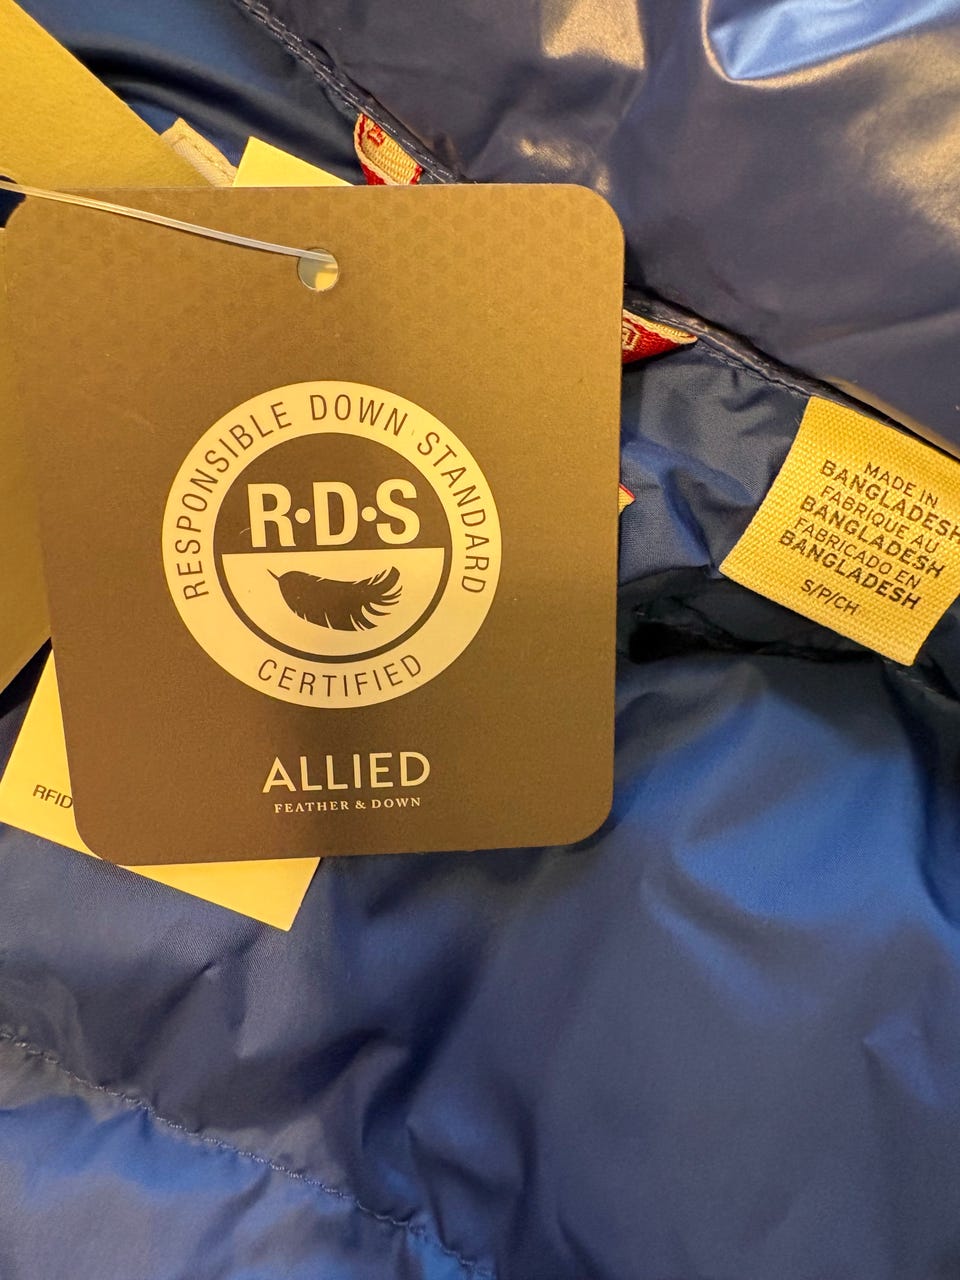 RESPONSIBLE DOWN STANDARD
R·D·S
CERTIFIED
ALLIED
FEATHER & DOWN
RFID
MADE IN
BANGLADESH
FABRIQUE AU
BANGLADESH
FABRICADO EN
BANGLADESH
S/P/CH